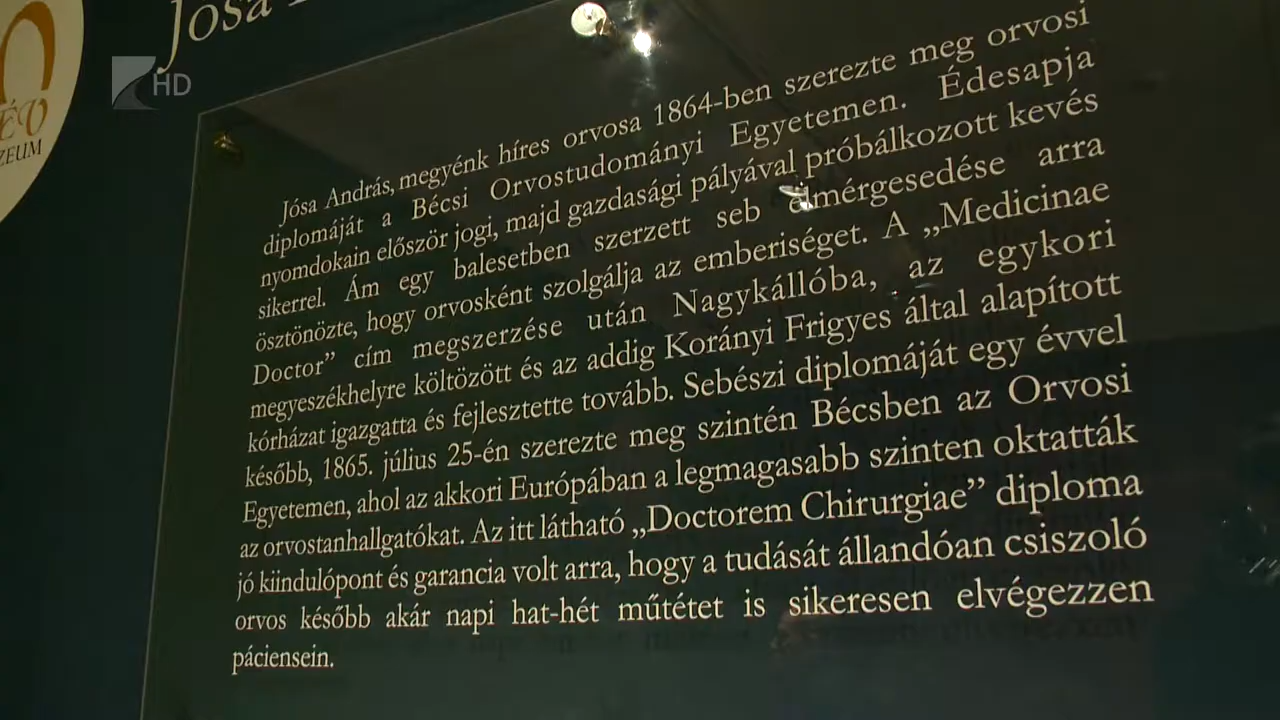 Jósa
HD
ÉV
ZEUM
Jósa András, megyénk híres orvosa 1864-ben szerezte meg orvosi
diplomáját a Bécsi Orvostudományi Egyetemen. Édesapja
nyomdokain először jogi, majd gazdasági pályával próbálkozott kevés
sikerrel. Ám egy balesetben szerzett seb elmérgesedése arra
ösztönözte, hogy orvosként szolgálja az emberiséget. A „Medicinae
Doctor” cím megszerzése után Nagykállóba, az egykori
megyeszékhelyre költözött és az addig Korányi Frigyes által alapított
kórházat igazgatta és fejlesztette tovább. Sebészi diplomáját egy évvel
később, 1865. július 25-én szerezte meg szintén Bécsben az Orvosi
Egyetemen, ahol az akkori Európában a legmagasabb szinten oktatták
az orvostanhallgatókat. Az itt látható „Doctorem Chirurgiae” diploma
jó kiindulópont és garancia volt arra, hogy a tudását állandóan csiszoló
orvos később akár napi hat-hét műtétet is sikeresen elvégezzen
páciensein.